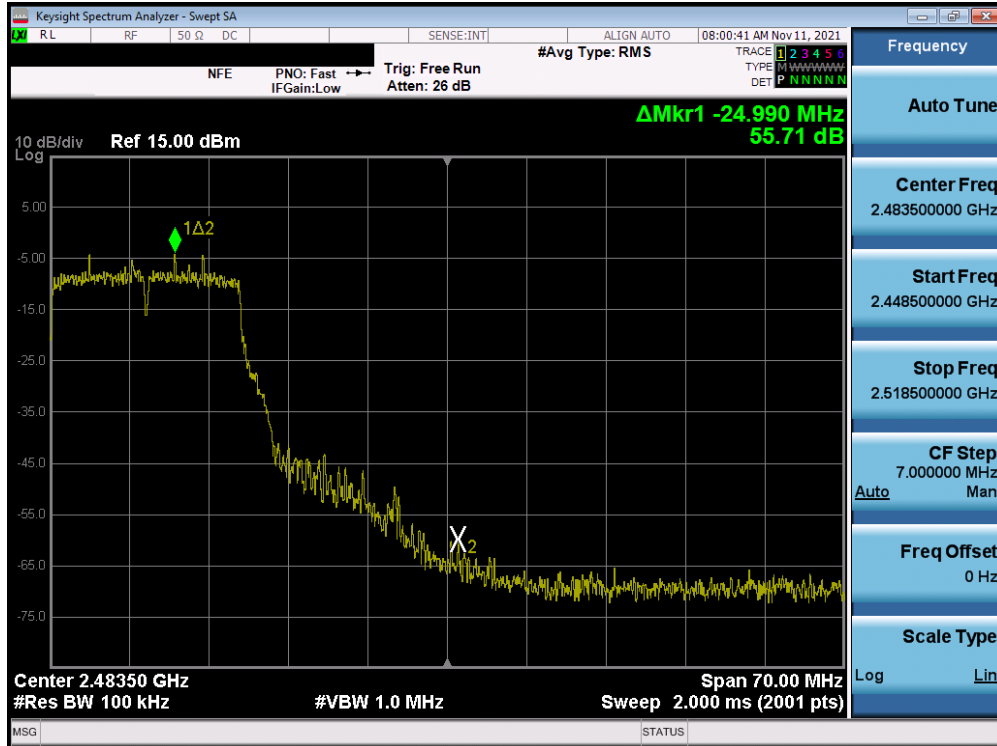 Keysight Spectrum Analyzer - Swept SA
LXI RL RF 50 Ω DC SENSE:INT ALIGN AUTO 08:00:41 AM Nov 11, 2021
NFE PNO: Fast Trig: Free Run #Avg Type: RMS TRACE 1 2 3 4 5 6
IFGain:Low Atten: 26 dB TYPE M WWWWW
DET P N N N N N
ΔMkr1 -24.990 MHz
55.71 dB
10 dB/div Ref 15.00 dBm
Log
5.00
-5.00
-15.0
-25.0
-35.0
-45.0
-55.0
-65.0
-75.0
1Δ2
X2
Center 2.48350 GHz Span 70.00 MHz
#Res BW 100 kHz #VBW 1.0 MHz Sweep 2.000 ms (2001 pts)
MSG STATUS
Frequency
Auto Tune
Center Freq
2.483500000 GHz
Start Freq
2.448500000 GHz
Stop Freq
2.518500000 GHz
CF Step
7.000000 MHz
Auto Man
Freq Offset
0 Hz
Scale Type
Log Lin